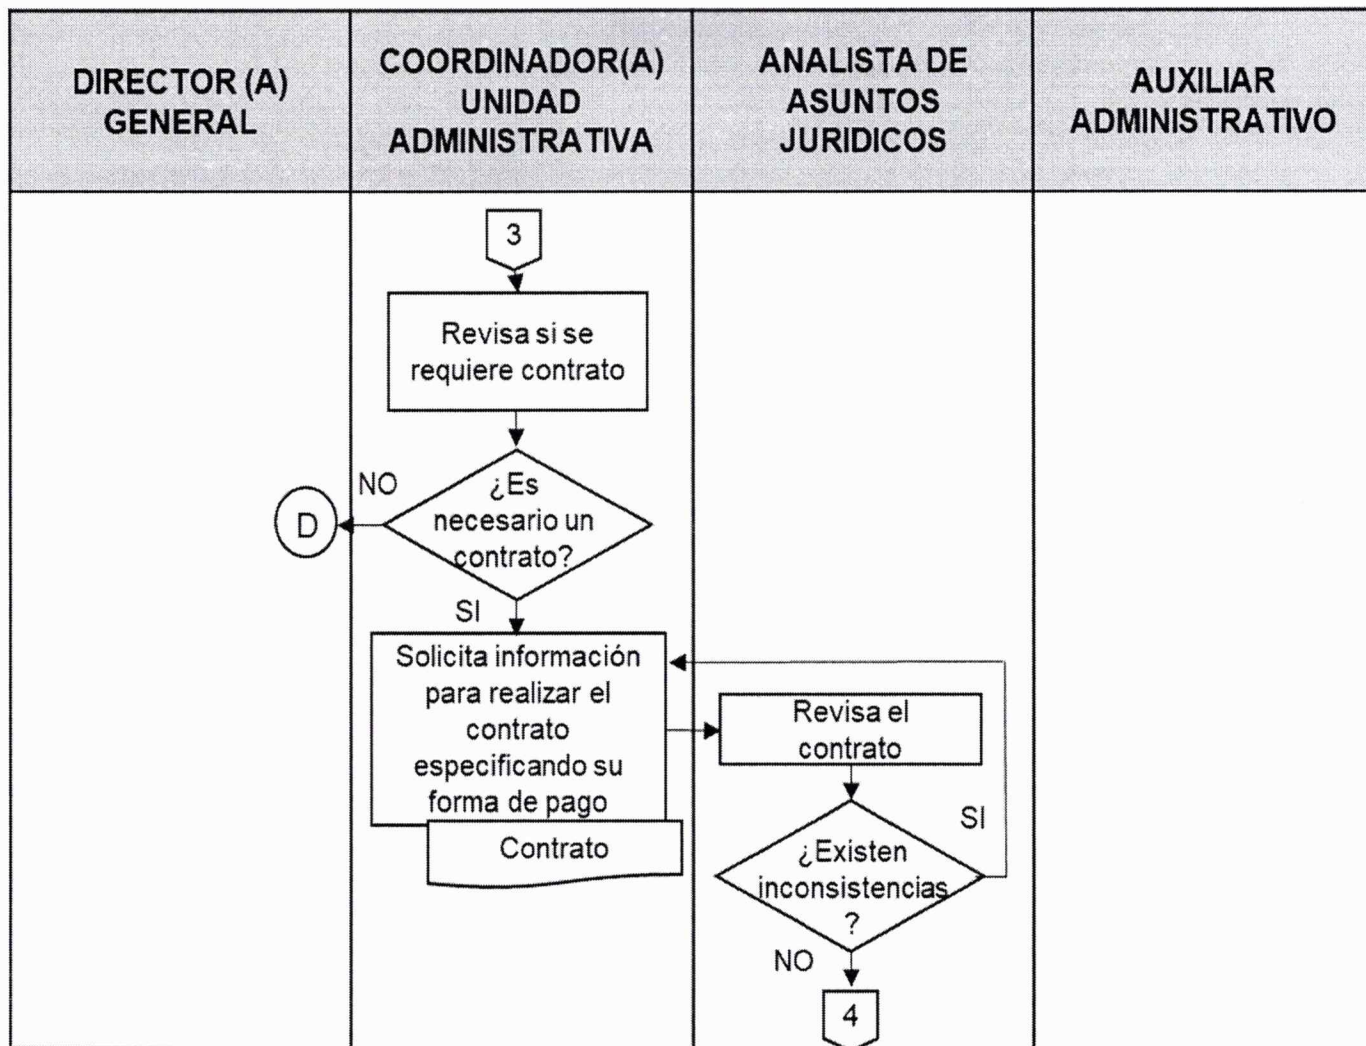 DIRECTOR (A)
GENERAL
COORDINADOR(A)
UNIDAD
ADMINISTRATIVA
ANALISTA DE
ASUNTOS
JURIDICOS
AUXILIAR
ADMINISTRATIVO
3
Revisa si se
requiere contrato
NO
¿Es
necesario un
contrato?
D
SI
Solicita información
para realizar el
contrato
especificando su
forma de pago
Contrato
Revisa el
contrato
SI
¿Existen
inconsistencias
?
NO
4